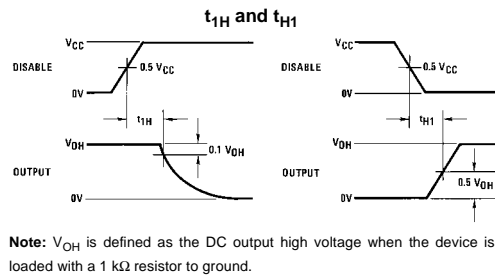 t1H and tH1
VCC
DISABLE
0.5 VCC
0V
t1H
VOH
0.1 VOH
OUTPUT
0V
VCC
DISABLE
0.5 VCC
0V
tH1
VOH
OUTPUT
0.5 VOH
0V
Note: VOH is defined as the DC output high voltage when the device is
loaded with a 1 kΩ resistor to ground.